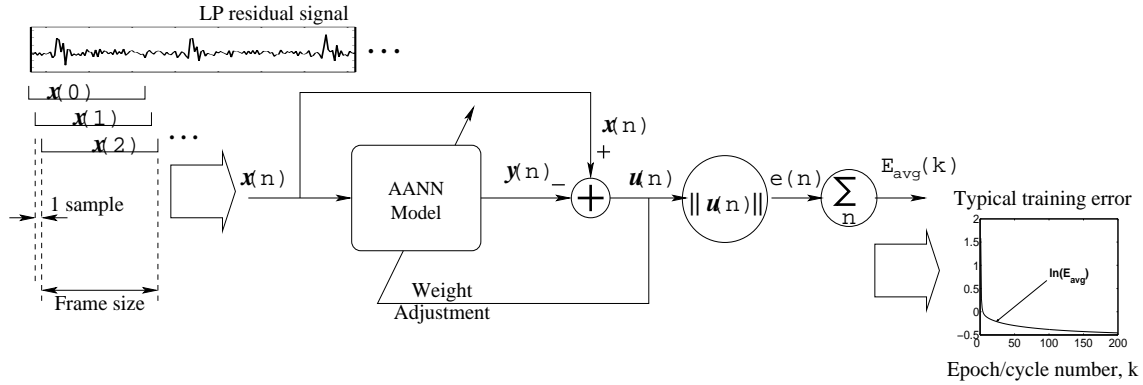 LP residual signal
x(0)
x(1)
x(2)
...
...
1 sample
Frame size
x(n)
AANN
Model
Weight
Adjustment
y(n)
−
x(n)
+
+
u(n)
|| u(n)||
e(n)
∑
n
E_avg(k)
Typical training error
2
1.5
1
0.5
0
−0.5
ln(E_avg)
0 50 100 150 200
Epoch/cycle number, k